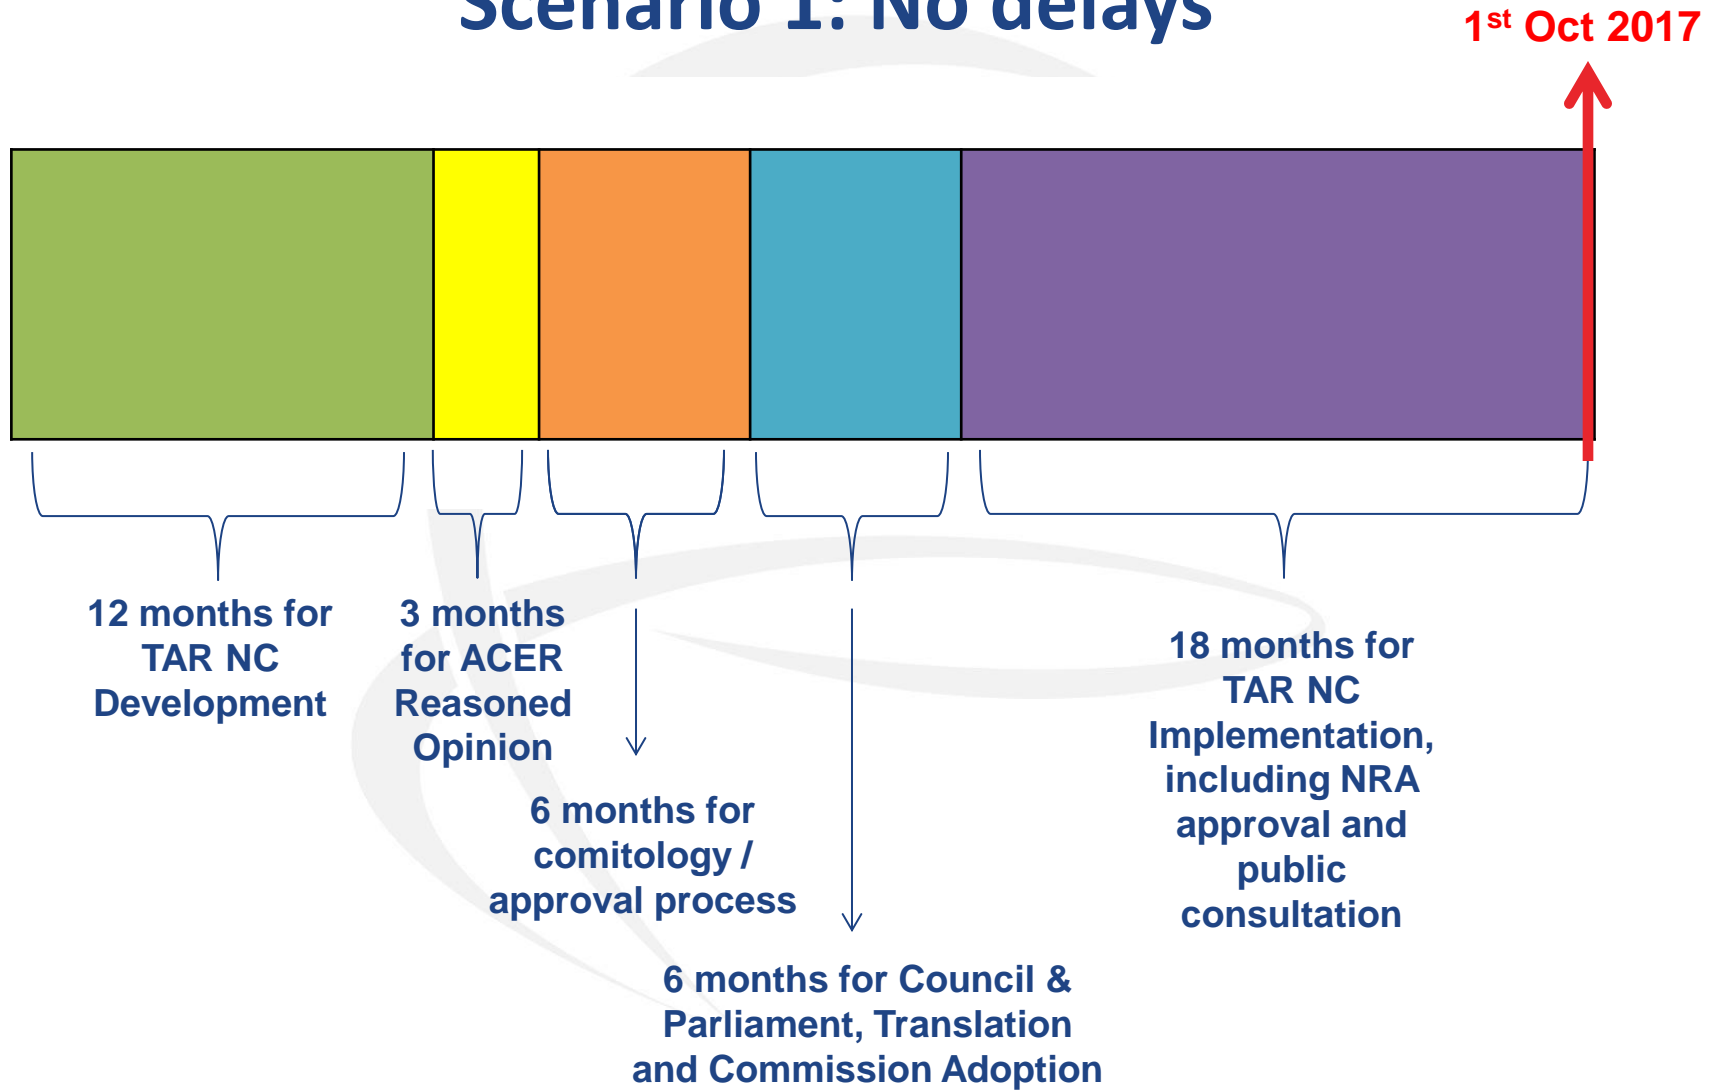 Scenario 1: No delays
1st Oct 2017
12 months for
TAR NC
Development
3 months
for ACER
Reasoned
Opinion
6 months for
comitology /
approval process
6 months for Council &
Parliament, Translation
and Commission Adoption
18 months for
TAR NC
Implementation,
including NRA
approval and
public
consultation